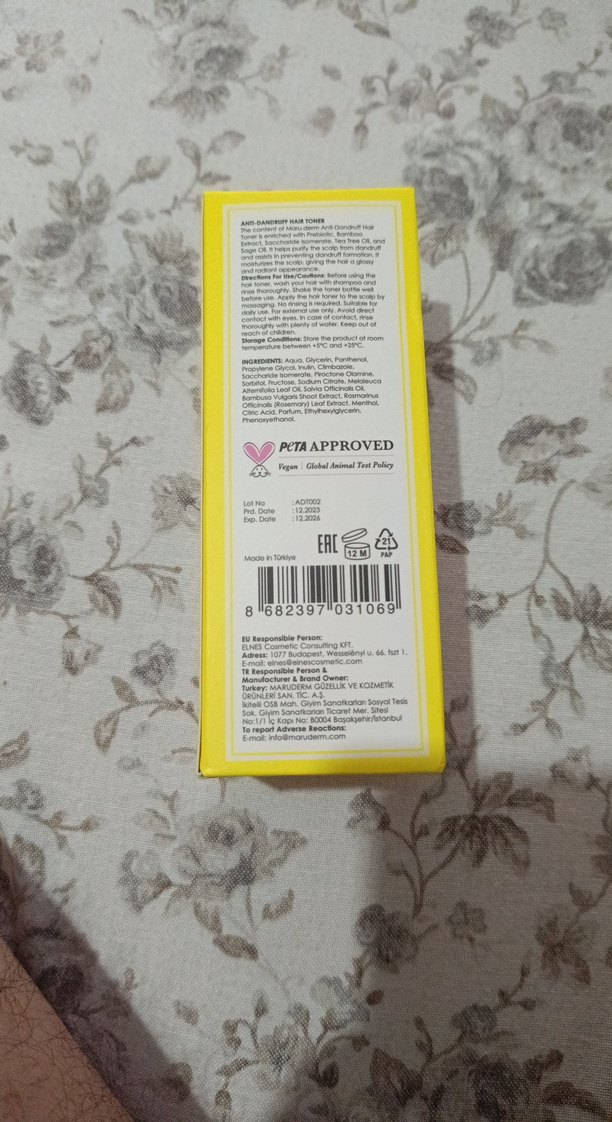 ANTI-DANDRUFF HAIR TONER
The content of Maru.derm Anti-Dandruff Hair
Toner is enriched with Prebiotic, Bamboo
Extract, Saccharide Isomerate, Tea Tree Oil, and
Sage Oil. It helps purify the scalp from dandruff
and assists in preventing dandruff formation. It
moisturizes the scalp, giving the hair a glossy
and radiant appearance.
Directions For Use/Cautions: Before using the
hair toner, wash your hair with shampoo and
rinse thoroughly. Shake the toner bottle well
before use. Apply the hair toner to the scalp by
massaging. No rinsing is required. Suitable for
daily use. For external use only. Avoid direct
contact with eyes. In case of contact, rinse
thoroughly with plenty of water. Keep out of
reach of children.
Storage Conditions: Store the product at room
temperature between +5°C and +25°C.
INGREDIENTS: Aqua, Glycerin, Panthenol,
Propylene Glycol, Inulin, Climbazole,
Saccharide Isomerate, Piroctone Olamine,
Sorbitol, Fructose, Sodium Citrate, Melaleuca
Alternifolia Leaf Oil, Salvia Officinalis Oil,
Bambusa Vulgaris Shoot Extract, Rosmarinus
Officinalis (Rosemary) Leaf Extract, Menthol,
Citric Acid, Parfum, Ethylhexylglycerin,
Phenoxyethanol.
PETA APPROVED
Vegan | Global Animal Test Policy
Lot No : ADT002
Prd. Date : 12.2023
Exp. Date : 12.2026
EAC 12 M 21 PAP
Made in Türkiye
8 682397 031069
EU Responsible Person:
ELNES Cosmetic Consulting KFT.
Adress: 1077 Budapest, Wesselényi u. 66. fszt 1.
E-mail: elnes@elnescosmetic.com
TR Responsible Person &
Manufacturer & Brand Owner:
Turkey: MARUDERM GÜZELLİK VE KOZMETİK
ÜRÜNLERİ SAN. TİC. A.Ş.
İkitelli OSB Mah. Giyim Sanatkarları Sosyal Tesis
Sok. Giyim Sanatkarları Ticaret Mer. Sitesi
No:1/1 İç Kapı No: B0004 Başakşehir/İstanbul
To report Adverse Reactions:
E-mail: info@maruderm.com